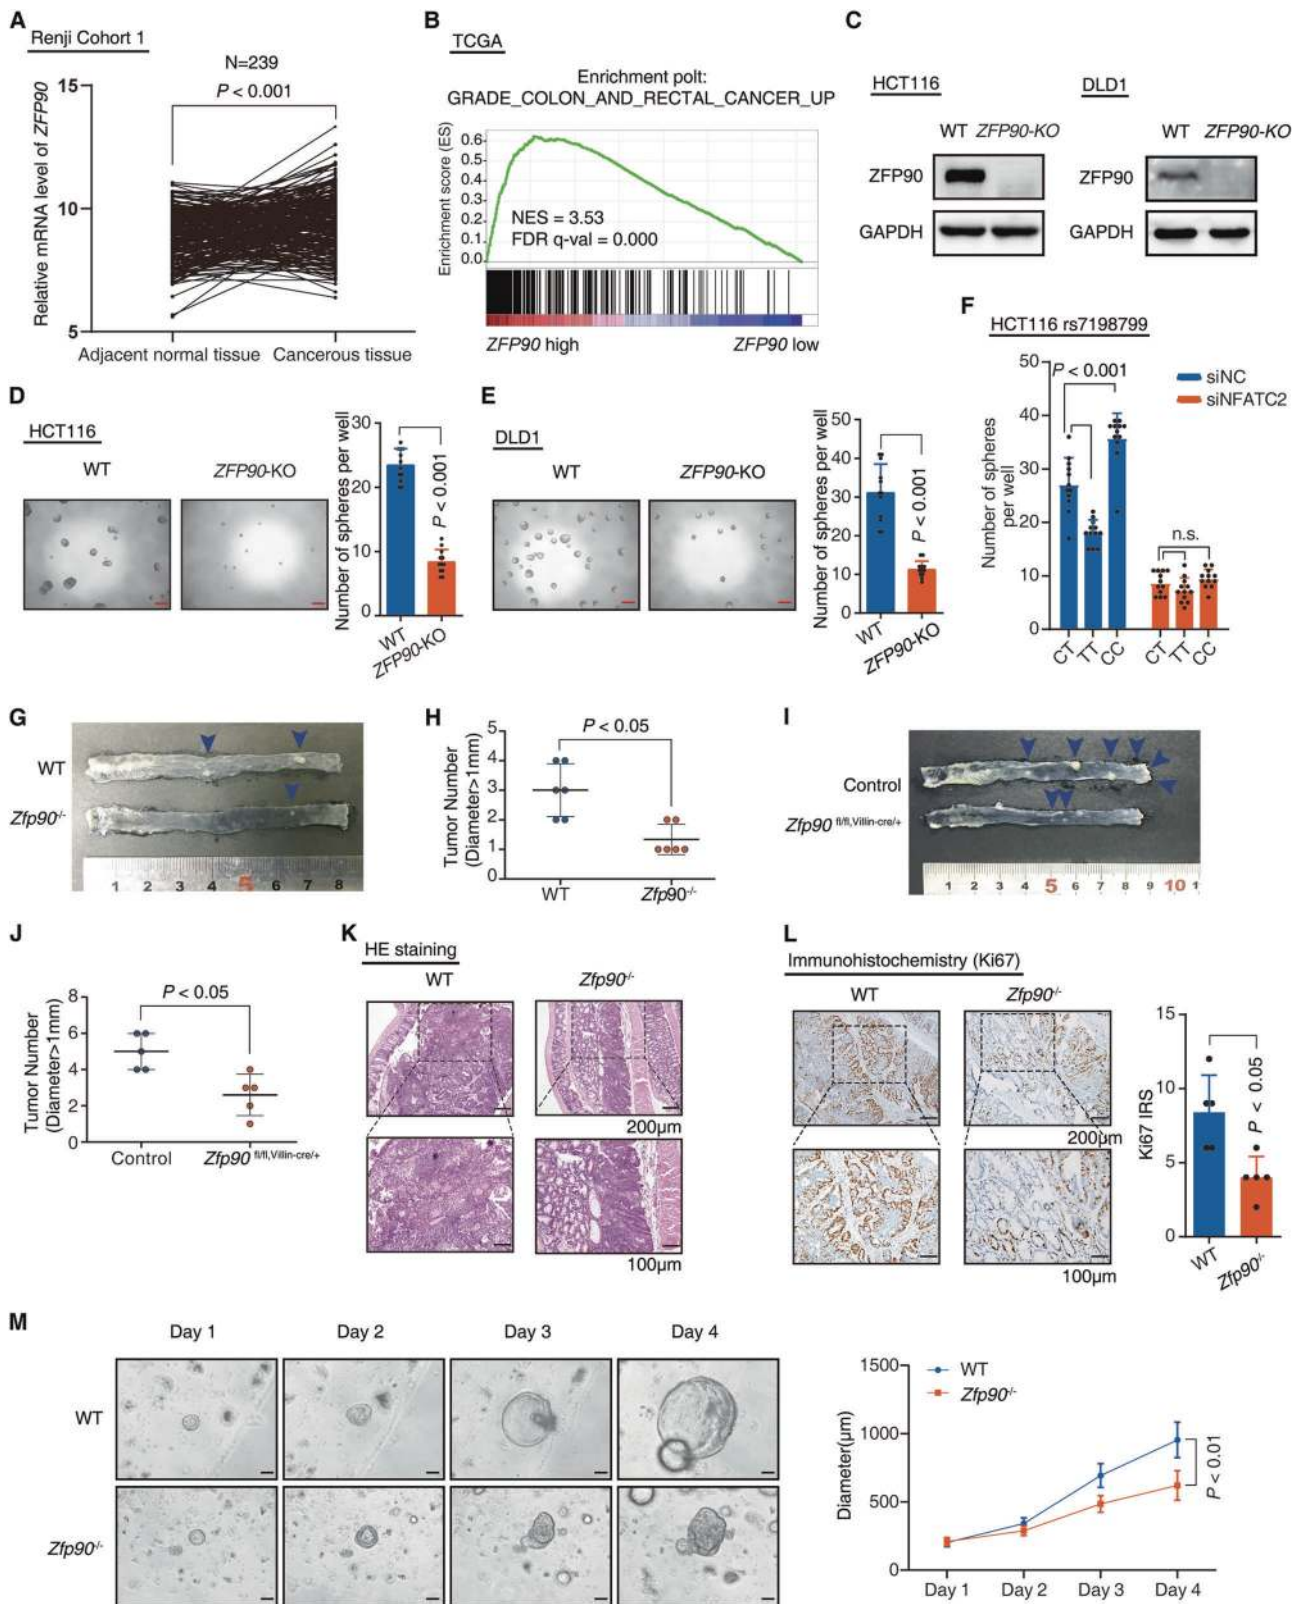 A
Renji Cohort 1
N=239
P < 0.001
Relative mRNA level of ZFP90
15
10
5
Adjacent normal tissue
Cancerous tissue
B
TCGA
Enrichment polt:
GRADE_COLON_AND_RECTAL_CANCER_UP
Enrichment score (ES)
0.6
0.5
0.4
0.3
0.2
0.1
0.0
NES = 3.53
FDR q-val = 0.000
ZFP90 high
ZFP90 low
C
HCT116
WT ZFP90-KO
ZFP90
GAPDH
DLD1
WT ZFP90-KO
ZFP90
GAPDH
D
HCT116
WT
ZFP90-KO
Number of spheres per well
30
20
10
0
P < 0.001
WT
ZFP90-KO
E
DLD1
WT
ZFP90-KO
Number of spheres per well
50
40
30
20
10
0
P < 0.001
WT
ZFP90-KO
F
HCT116 rs7198799
siNC
siNFATC2
Number of spheres
per well
50
40
30
20
10
0
P < 0.001
n.s.
CT
TT
CC
CT
TT
CC
G
WT
Zfp90-/-
1 2 3 4 5 6 7 8
H
Tumor Number
(Diameter>1mm)
5
4
3
2
1
0
P < 0.05
WT
Zfp90-/-
I
Control
Zfp90 fl/fl,Villin-cre/+
1 2 3 4 5 6 7 8 9 10 1
J
Tumor Number
(Diameter>1mm)
8
6
4
2
0
P < 0.05
Control
Zfp90 fl/fl,Villin-cre/+
K
HE staining
WT
Zfp90-/-
200μm
100μm
L
Immunohistochemistry (Ki67)
WT
Zfp90-/-
200μm
100μm
Ki67 IRS
15
10
5
0
P < 0.05
WT
Zfp90-/-
M
Day 1
Day 2
Day 3
Day 4
WT
Zfp90-/-
Diameter(μm)
1500
1000
500
0
WT
Zfp90-/-
P < 0.01
Day 1
Day 2
Day 3
Day 4